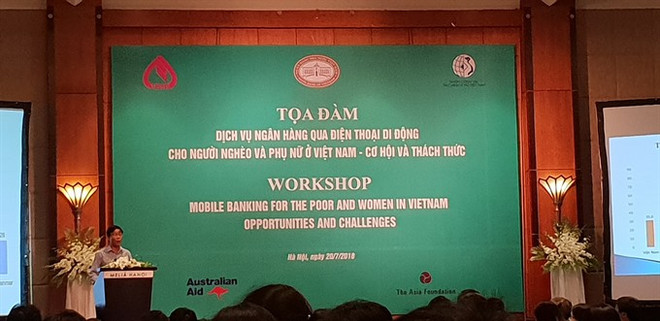 TỌA ĐÀM
DỊCH VỤ NGÂN HÀNG QUA ĐIỆN THOẠI DI ĐỘNG
CHO NGƯỜI NGHÈO VÀ PHỤ NỮ Ở VIỆT NAM - CƠ HỘI VÀ THÁCH THỨC
WORKSHOP
MOBILE BANKING FOR THE POOR AND WOMEN IN VIETNAM
OPPORTUNITIES AND CHALLENGES
Hà Nội, ngày 20/7/2018
Australian
Aid
The Asia Foundation
MELIA HANOI